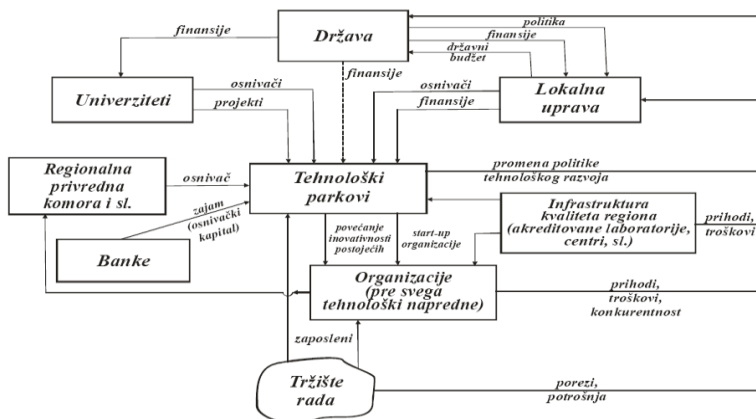 politika
finansije
Država
finansije
državni
budžet
finansije
Univerziteti
osnivači
projekti
osnivači
finansije
Lokalna
uprava
Regionalna
privredna
komora i sl.
osnivač
Tehnološki
parkovi
promena politike
tehnološkog razvoja
zajam
(osnivački
kapital)
Banke
povećanje
inovativnosti
postojećih
start-up
organizacije
Infrastruktura
kvaliteta regiona
(akreditovane laboratorije,
centri, sl.)
prihodi,
troškovi
Organizacije
(pre svega
tehnološki napredne)
prihodi,
troškovi,
konkurentnost
zaposleni
Tržište
rada
porezi,
potrošnja